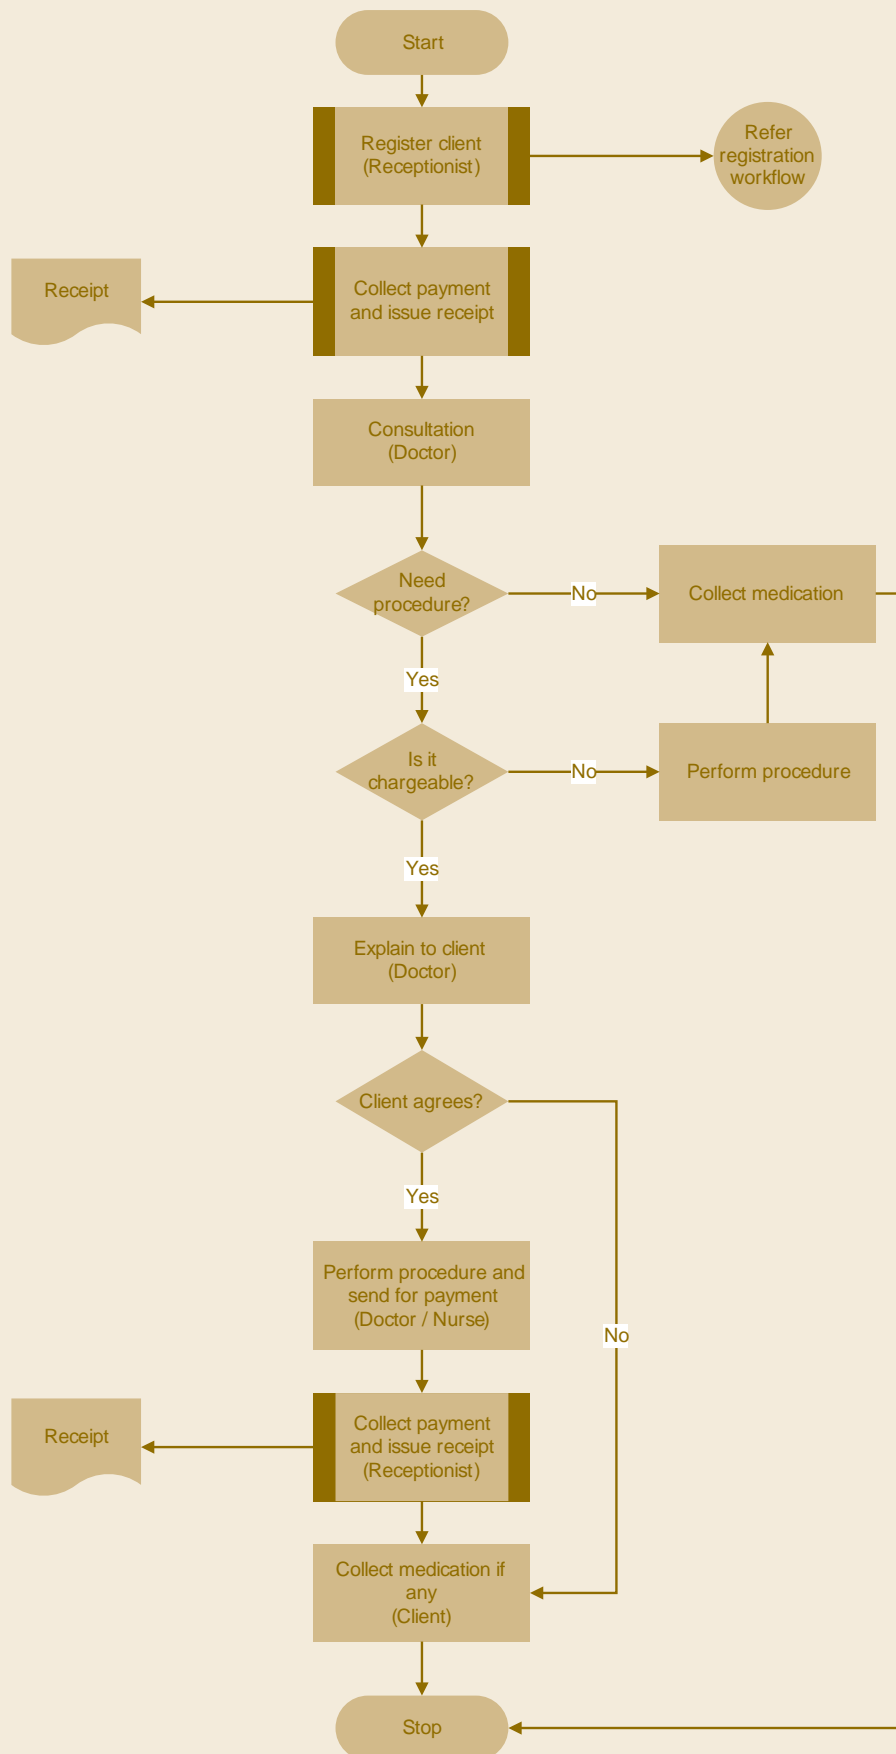 Start
Register client
(Receptionist)
Refer
registration
workflow
Receipt
Collect payment
and issue receipt
Consultation
(Doctor)
Need
procedure?
No
Collect medication
Yes
Is it
chargeable?
No
Perform procedure
Yes
Explain to client
(Doctor)
Client agrees?
Yes
Perform procedure and
send for payment
(Doctor / Nurse)
No
Receipt
Collect payment
and issue receipt
(Receptionist)
Collect medication if
any
(Client)
Stop